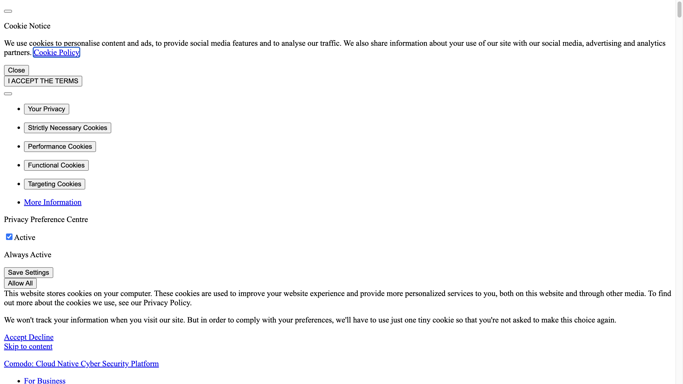 Cookie Notice
We use cookies to personalise content and ads, to provide social media features and to analyse our traffic. We also share information about your use of our site with our social media, advertising and analytics
partners. Cookie Policy
Close
I ACCEPT THE TERMS
Your Privacy
Strictly Necessary Cookies
Performance Cookies
Functional Cookies
Targeting Cookies
More Information
Privacy Preference Centre
Active
Always Active
Save Settings
Allow All
This website stores cookies on your computer. These cookies are used to improve your website experience and provide more personalized services to you, both on this website and through other media. To find
out more about the cookies we use, see our Privacy Policy.
We won't track your information when you visit our site. But in order to comply with your preferences, we'll have to use just one tiny cookie so that you're not asked to make this choice again.
Accept Decline
Skip to content
Comodo: Cloud Native Cyber Security Platform
For Business